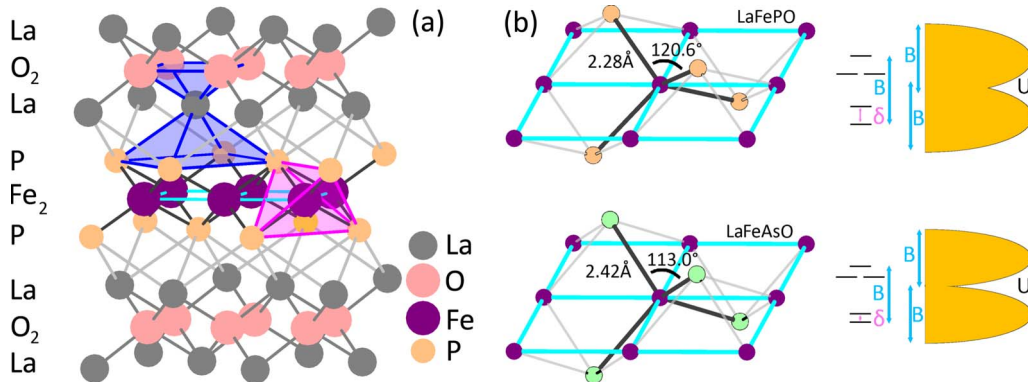 (a)
La
O2
La
P
Fe2
P
La
O2
La
La
O
Fe
P
(b)
LaFePO
2.28Å
120.6°
B
δ
B
B
U
LaFeAsO
2.42Å
113.0°
B
δ
B
B
U